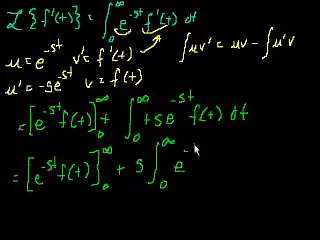 ℒ{f'(t)} = ∫₀^∞ e^{-st} f'(t) dt
u = e^{-st} v' = f'(t) ∫uv' = uv - ∫u'v
u' = -se^{-st} v = f(t)
= [e^{-st} f(t)]₀^∞ + ∫₀^∞ +se^{-st} f(t) dt
= [e^{-st} f(t)]₀^∞ + s ∫₀^∞ e^-